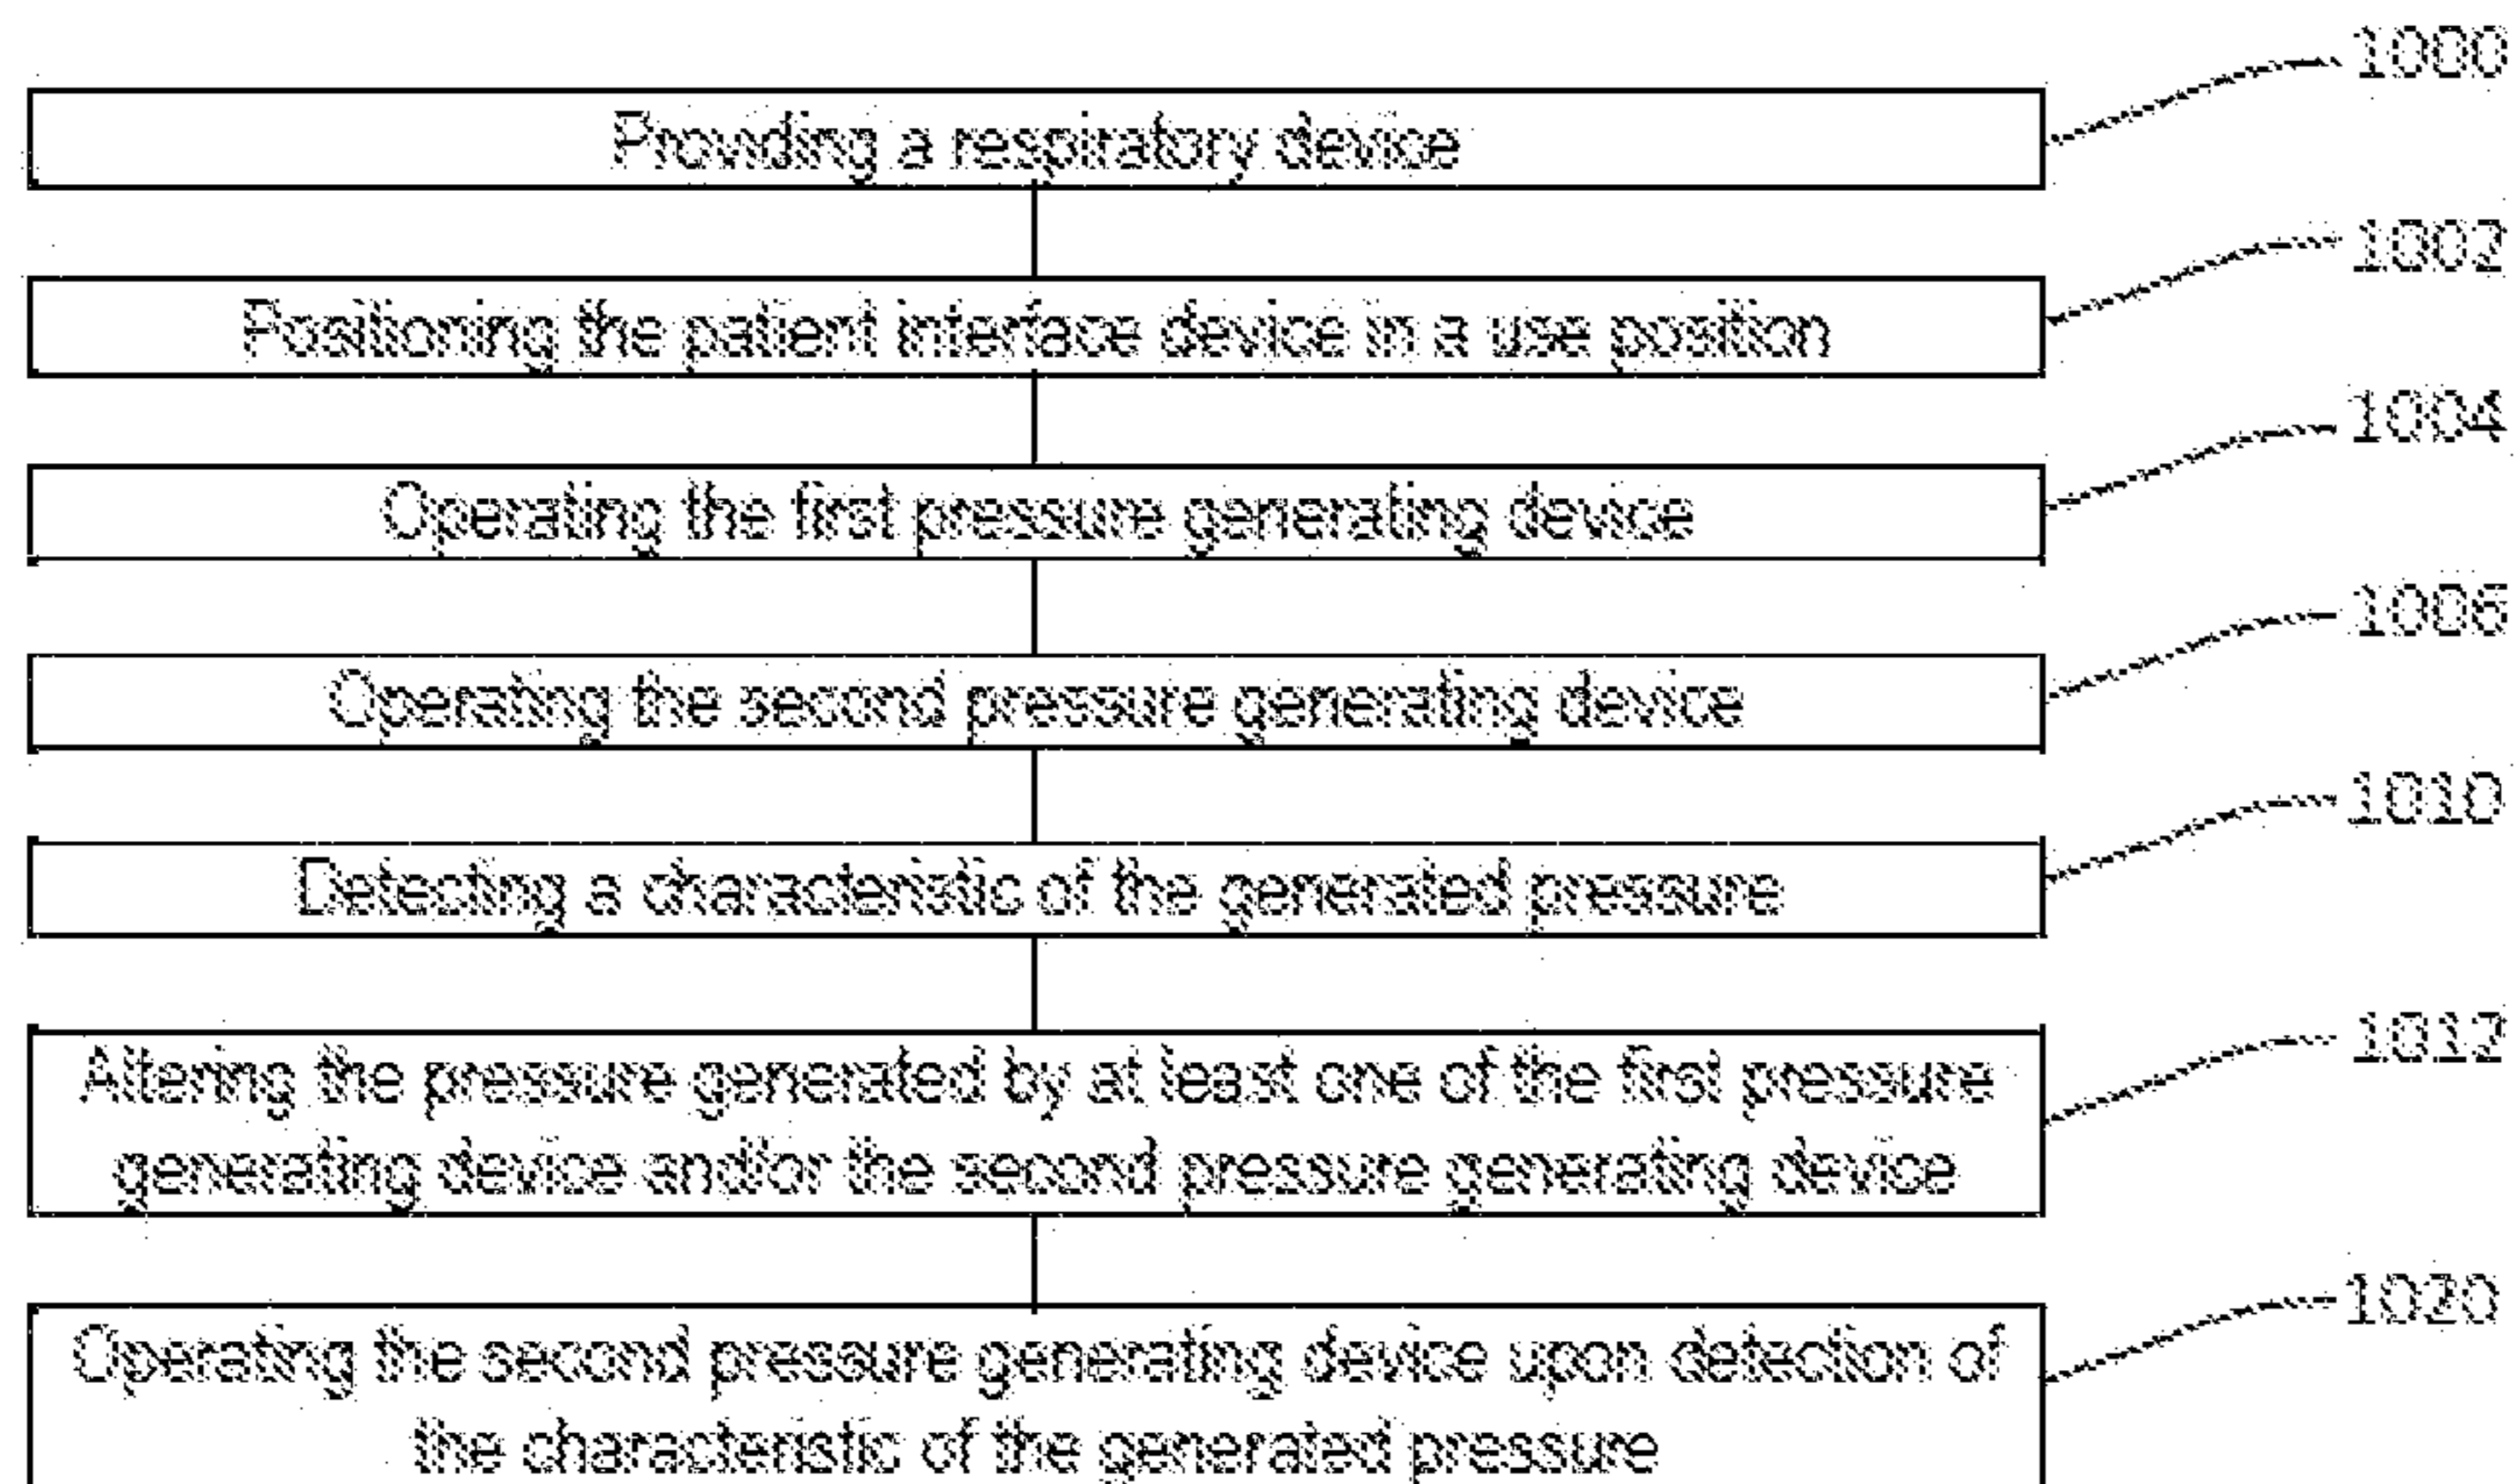 1000
Providing a respiratory device
1002
Positioning the patient interface device in a use position
1004
Operating the first pressure generating device
1006
Operating the second pressure generating device
1010
Detecting a characteristic of the generated pressure
1012
Altering the pressure generated by at least one of the first pressure
generating device and/or the second pressure generating device
1020
Operating the second pressure generating device upon detection of
the characteristic of the generated pressure